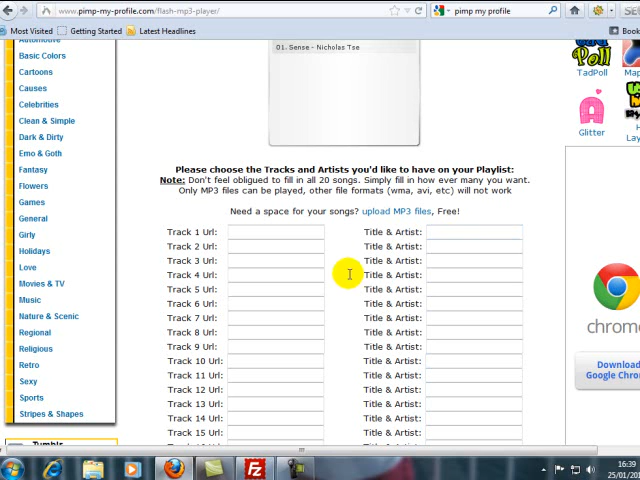 www.pimp-my-profile.com/flash-mp3-player/
pimp my profile
Most Visited
Getting Started
Latest Headlines
Book
Automotive
Basic Colors
Cartoons
Causes
Celebrities
Clean & Simple
Dark & Dirty
Emo & Goth
Fantasy
Flowers
Games
General
Girly
Holidays
Love
Movies & TV
Music
Nature & Scenic
Regional
Religious
Retro
Sexy
Sports
Stripes & Shapes
Tumblr
01. Sense - Nicholas Tse
Please choose the Tracks and Artists you'd like to have on your Playlist:
Note: Don't feel obligued to fill in all 20 songs. Simply fill in how ever many you want.
Only MP3 files can be played, other file formats (wma, avi, etc) will not work
Need a space for your songs? upload MP3 files, Free!
Track 1 Url: Title & Artist:
Track 2 Url: Title & Artist:
Track 3 Url: Title & Artist:
Track 4 Url: Title & Artist:
Track 5 Url: Title & Artist:
Track 6 Url: Title & Artist:
Track 7 Url: Title & Artist:
Track 8 Url: Title & Artist:
Track 9 Url: Title & Artist:
Track 10 Url: Title & Artist:
Track 11 Url: Title & Artist:
Track 12 Url: Title & Artist:
Track 13 Url: Title & Artist:
Track 14 Url: Title & Artist:
Track 15 Url: Title & Artist:
Poll
TadPoll
Map
Glitter
Lay
chrome
Download
Google Chro
16:39
25/01/20